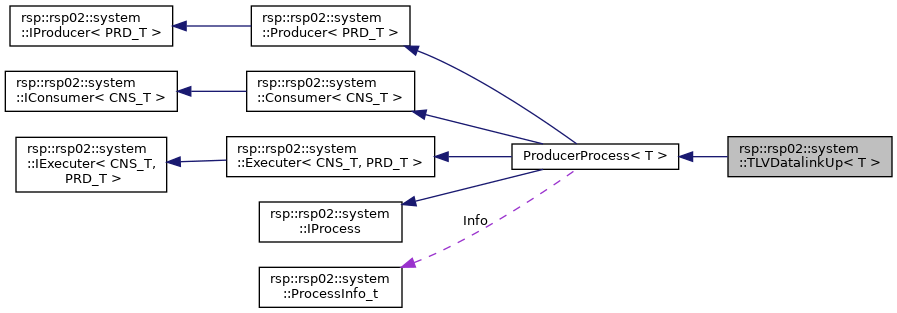 rsp::rsp02::system
::IProducer< PRD_T >
rsp::rsp02::system
::Producer< PRD_T >
rsp::rsp02::system
::IConsumer< CNS_T >
rsp::rsp02::system
::Consumer< CNS_T >
rsp::rsp02::system
::IExecuter< CNS_T,
PRD_T >
rsp::rsp02::system
::Executer< CNS_T, PRD_T >
ProducerProcess< T >
rsp::rsp02::system
::TLVDatalinkUp< T >
rsp::rsp02::system
::IProcess
Info
rsp::rsp02::system
::ProcessInfo_t